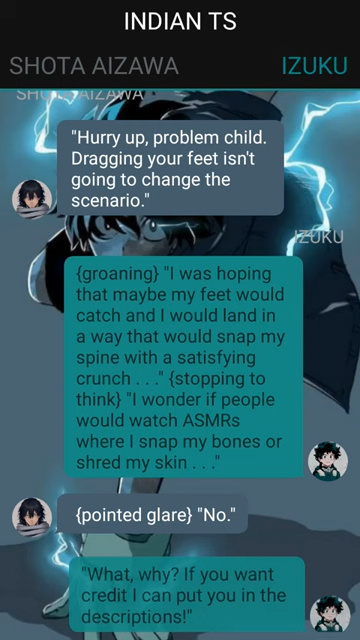 INDIAN TS
SHOTA AIZAWA IZUKU
SHOTA AIZAWA
"Hurry up, problem child.
Dragging your feet isn't
going to change the
scenario."
IZUKU
{groaning} "I was hoping
that maybe my feet would
catch and I would land in
a way that would snap my
spine with a satisfying
crunch . . ." {stopping to
think} "I wonder if people
would watch ASMRs
where I snap my bones or
shred my skin . . ."
{pointed glare} "No."
"What, why? If you want
credit I can put you in the
descriptions!"